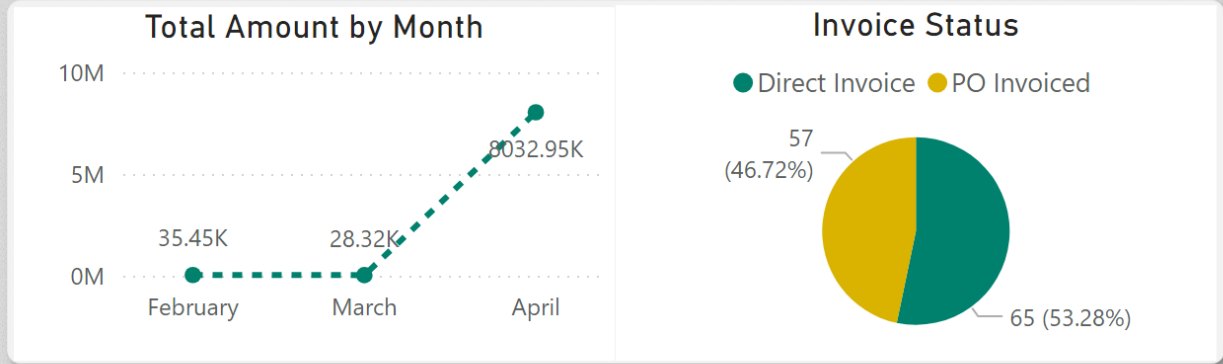 Total Amount by Month
10M
5M
0M
35.45K
28.32K
8032.95K
February March April
Invoice Status
Direct Invoice PO Invoiced
57
(46.72%)
65 (53.28%)